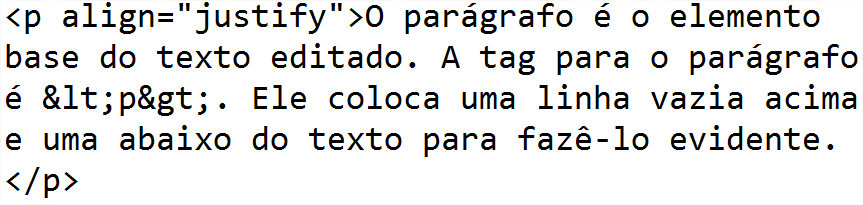 <p align="justify">O parágrafo é o elemento
base do texto editado. A tag para o parágrafo
é &lt;p&gt;. Ele coloca uma linha vazia acima
e uma abaixo do texto para fazê-lo evidente.
</p>